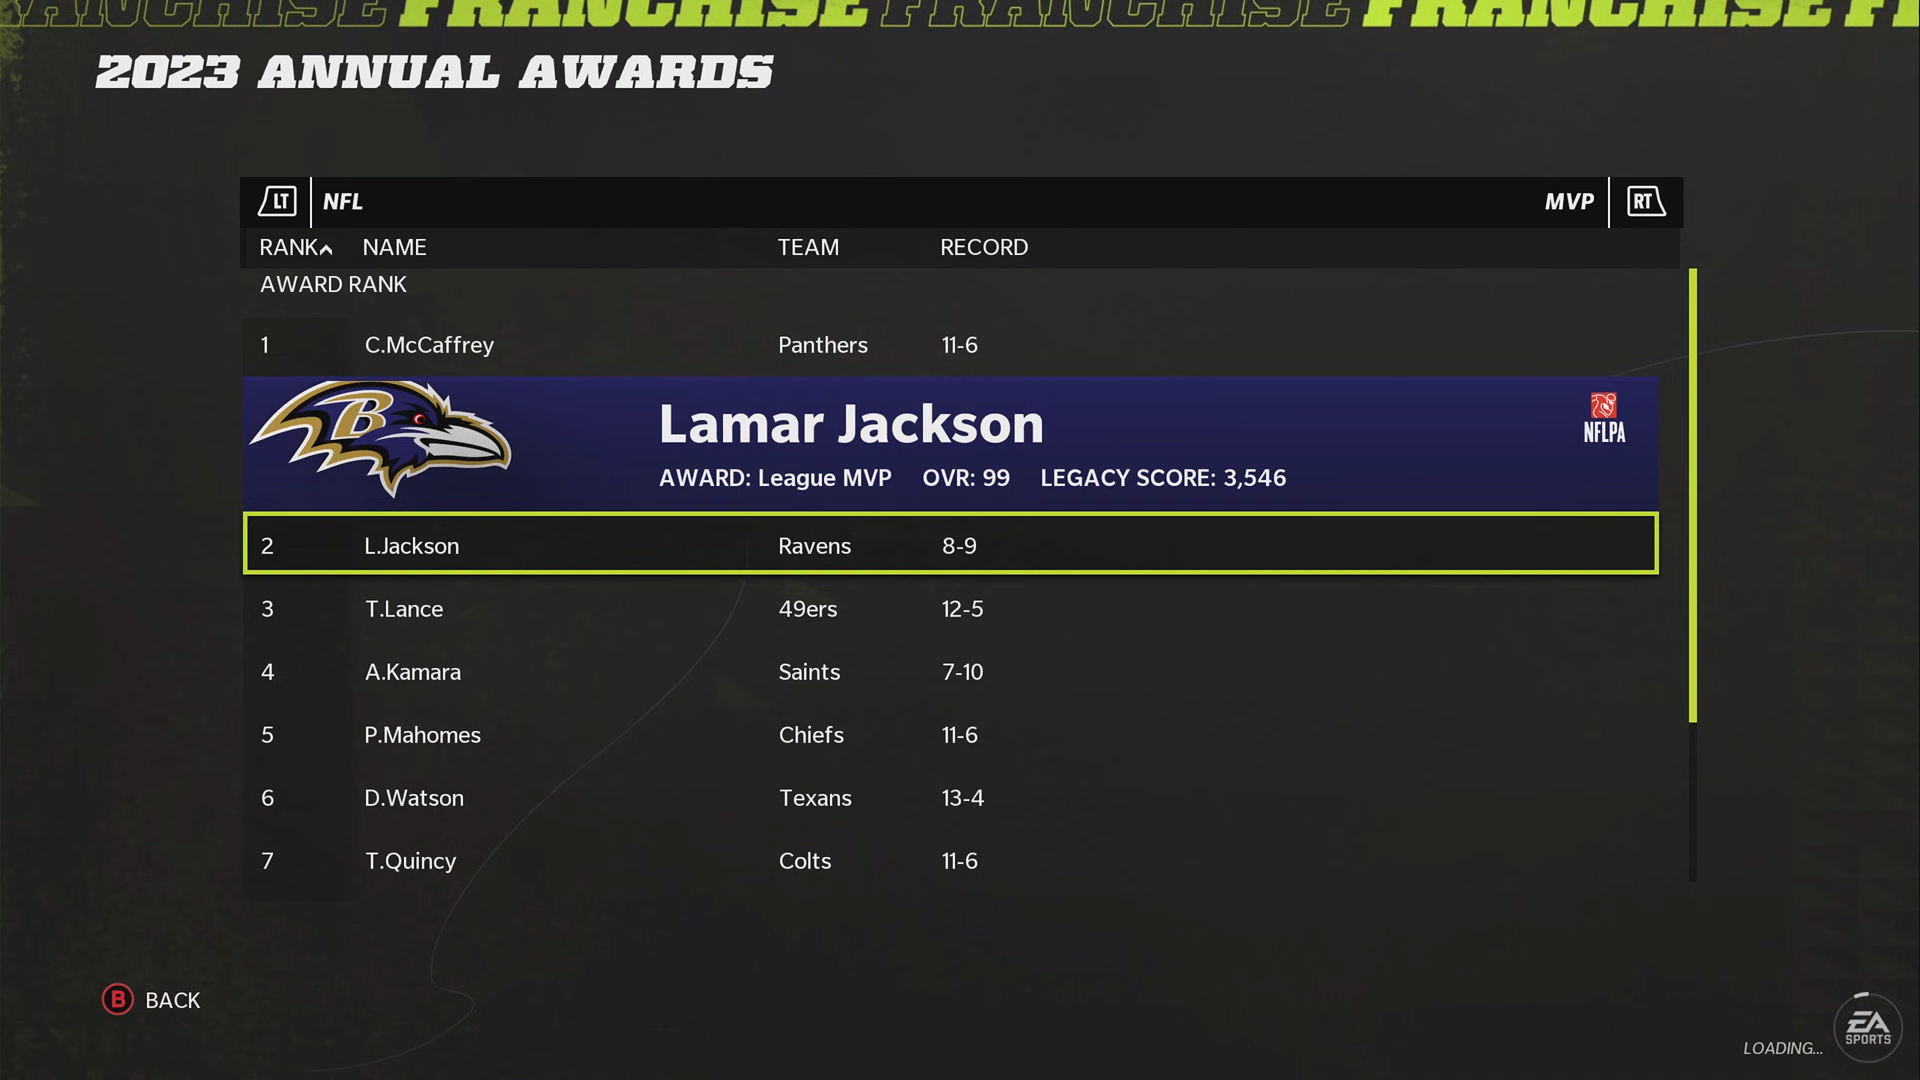 ANCHISE FRANCHISE FRANCHISE FRANCHISE F
2023 ANNUAL AWARDS
LT NFL MVP RT
RANK NAME TEAM RECORD
AWARD RANK
1 C.McCaffrey Panthers 11-6
B
Lamar Jackson
NFLPA
AWARD: League MVP OVR: 99 LEGACY SCORE: 3,546
2 L.Jackson Ravens 8-9
3 T.Lance 49ers 12-5
4 A.Kamara Saints 7-10
5 P.Mahomes Chiefs 11-6
6 D.Watson Texans 13-4
7 T.Quincy Colts 11-6
B BACK
LOADING...
EA SPORTS